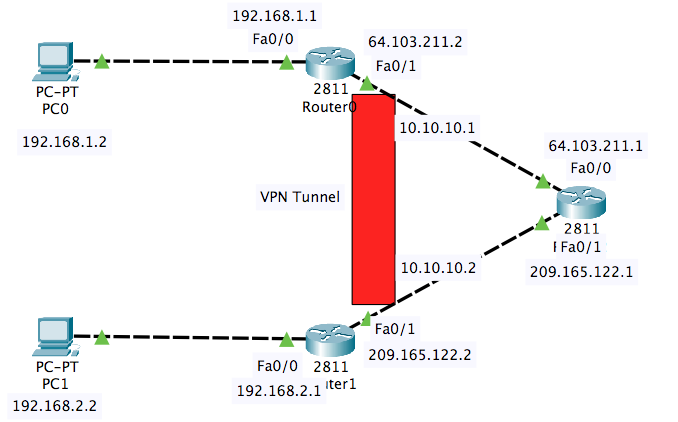 192.168.1.1
Fa0/0
64.103.211.2
Fa0/1
PC-PT
PC0
2811
Router0
192.168.1.2
10.10.10.1
64.103.211.1
Fa0/0
VPN Tunnel
2811
Fa0/1
10.10.10.2
209.165.122.1
Fa0/1
209.165.122.2
PC-PT
PC1
Fa0/0
2811
uter1
192.168.2.1
192.168.2.2